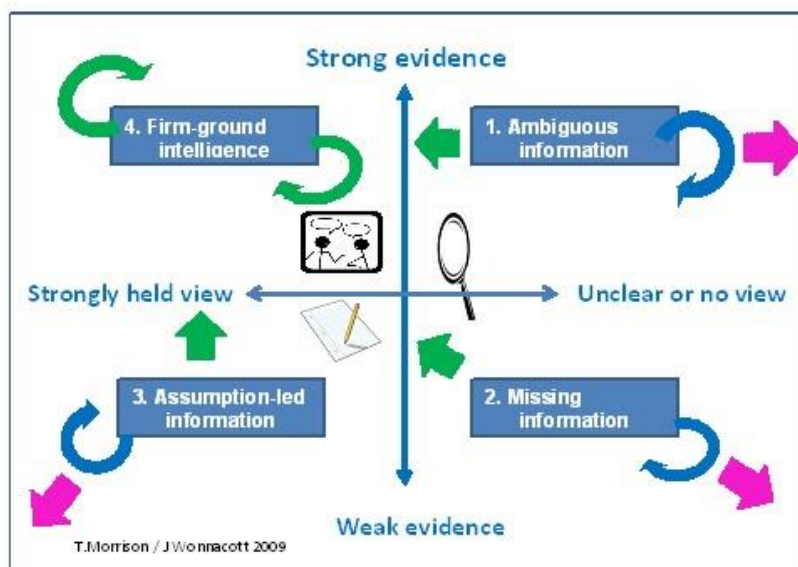 Strong evidence
4. Firm-ground
intelligence
1. Ambiguous
information
Strongly held view
Unclear or no view
3. Assumption-led
information
2. Missing
information
Weak evidence
T.Morrison / J Wonnacott 2009